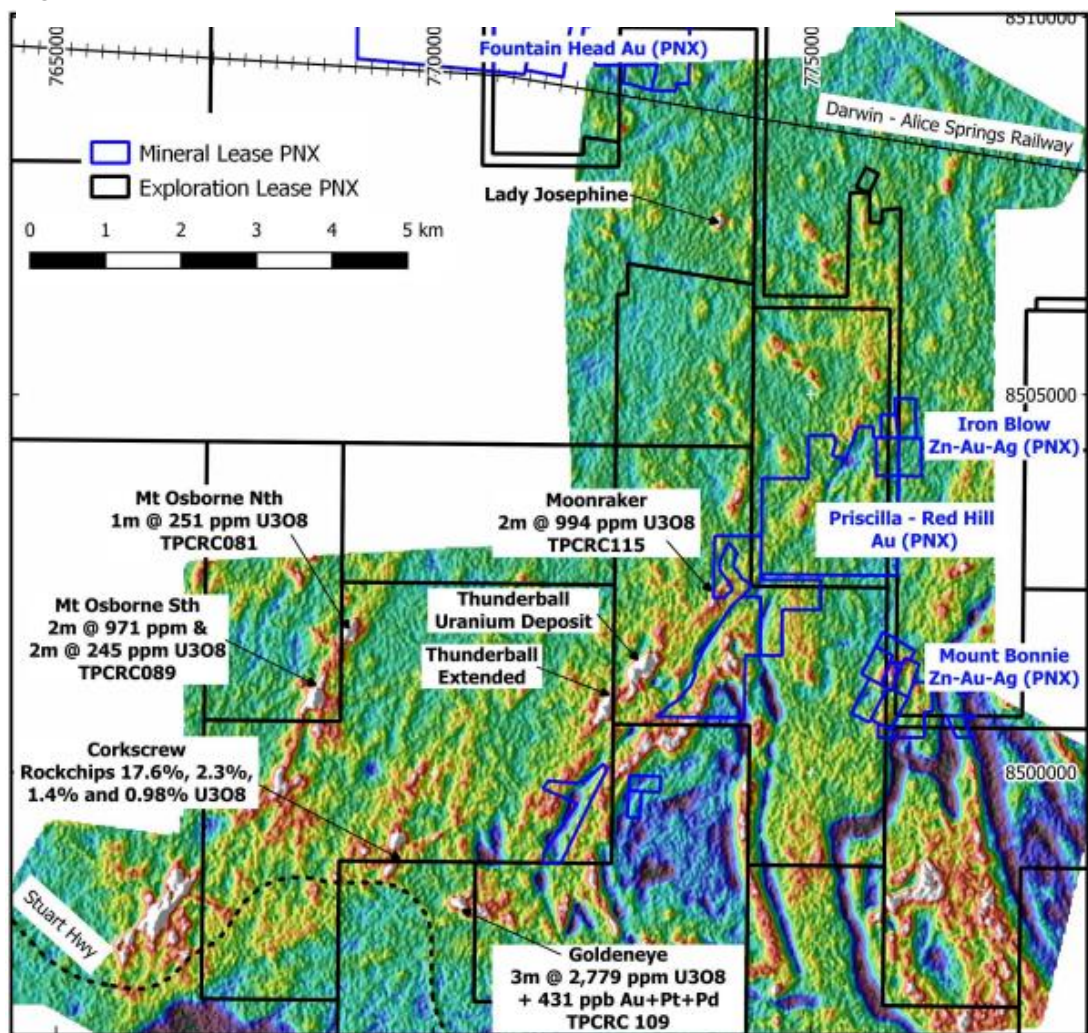 8510000
765000
770000
775000
Fountain Head Au (PNX)
Darwin - Alice Springs Railway
Mineral Lease PNX
Exploration Lease PNX
0 1 2 3 4 5 km
Lady Josephine
8505000
Iron Blow
Zn-Au-Ag (PNX)
Mt Osborne Nth
1m @ 251 ppm U3O8
TPCRC081
Moonraker
2m @ 994 ppm U3O8
TPCRC115
Priscilla - Red Hill
Au (PNX)
Mt Osborne Sth
2m @ 971 ppm &
2m @ 245 ppm U3O8
TPCRC089
Thunderball
Uranium Deposit
Thunderball
Extended
Mount Bonnie
Zn-Au-Ag (PNX)
Corkscrew
Rockchips 17.6%, 2.3%,
1.4% and 0.98% U3O8
8500000
Stuart Hwy
Goldeneye
3m @ 2,779 ppm U3O8
+ 431 ppb Au+Pt+Pd
TPCRC 109